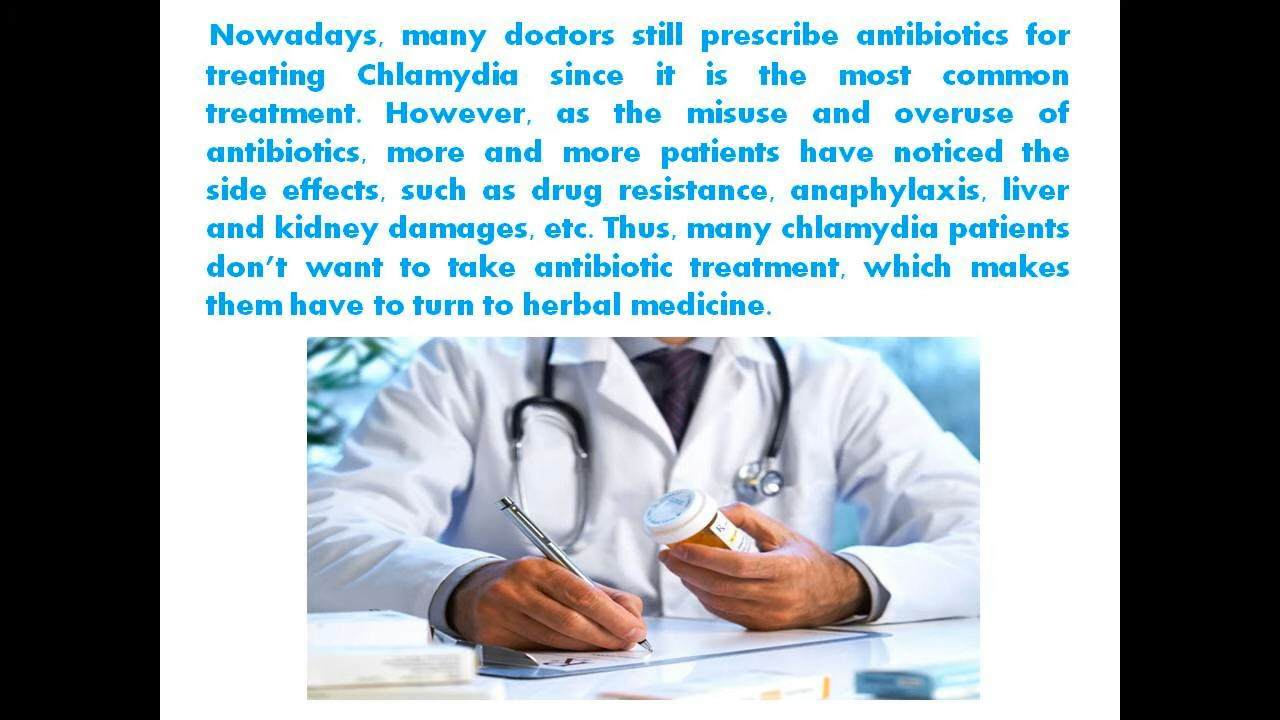 Nowadays, many doctors still prescribe antibiotics for
treating Chlamydia since it is the most common
treatment. However, as the misuse and overuse of
antibiotics, more and more patients have noticed the
side effects, such as drug resistance, anaphylaxis, liver
and kidney damages, etc. Thus, many chlamydia patients
don’t want to take antibiotic treatment, which makes
them have to turn to herbal medicine.